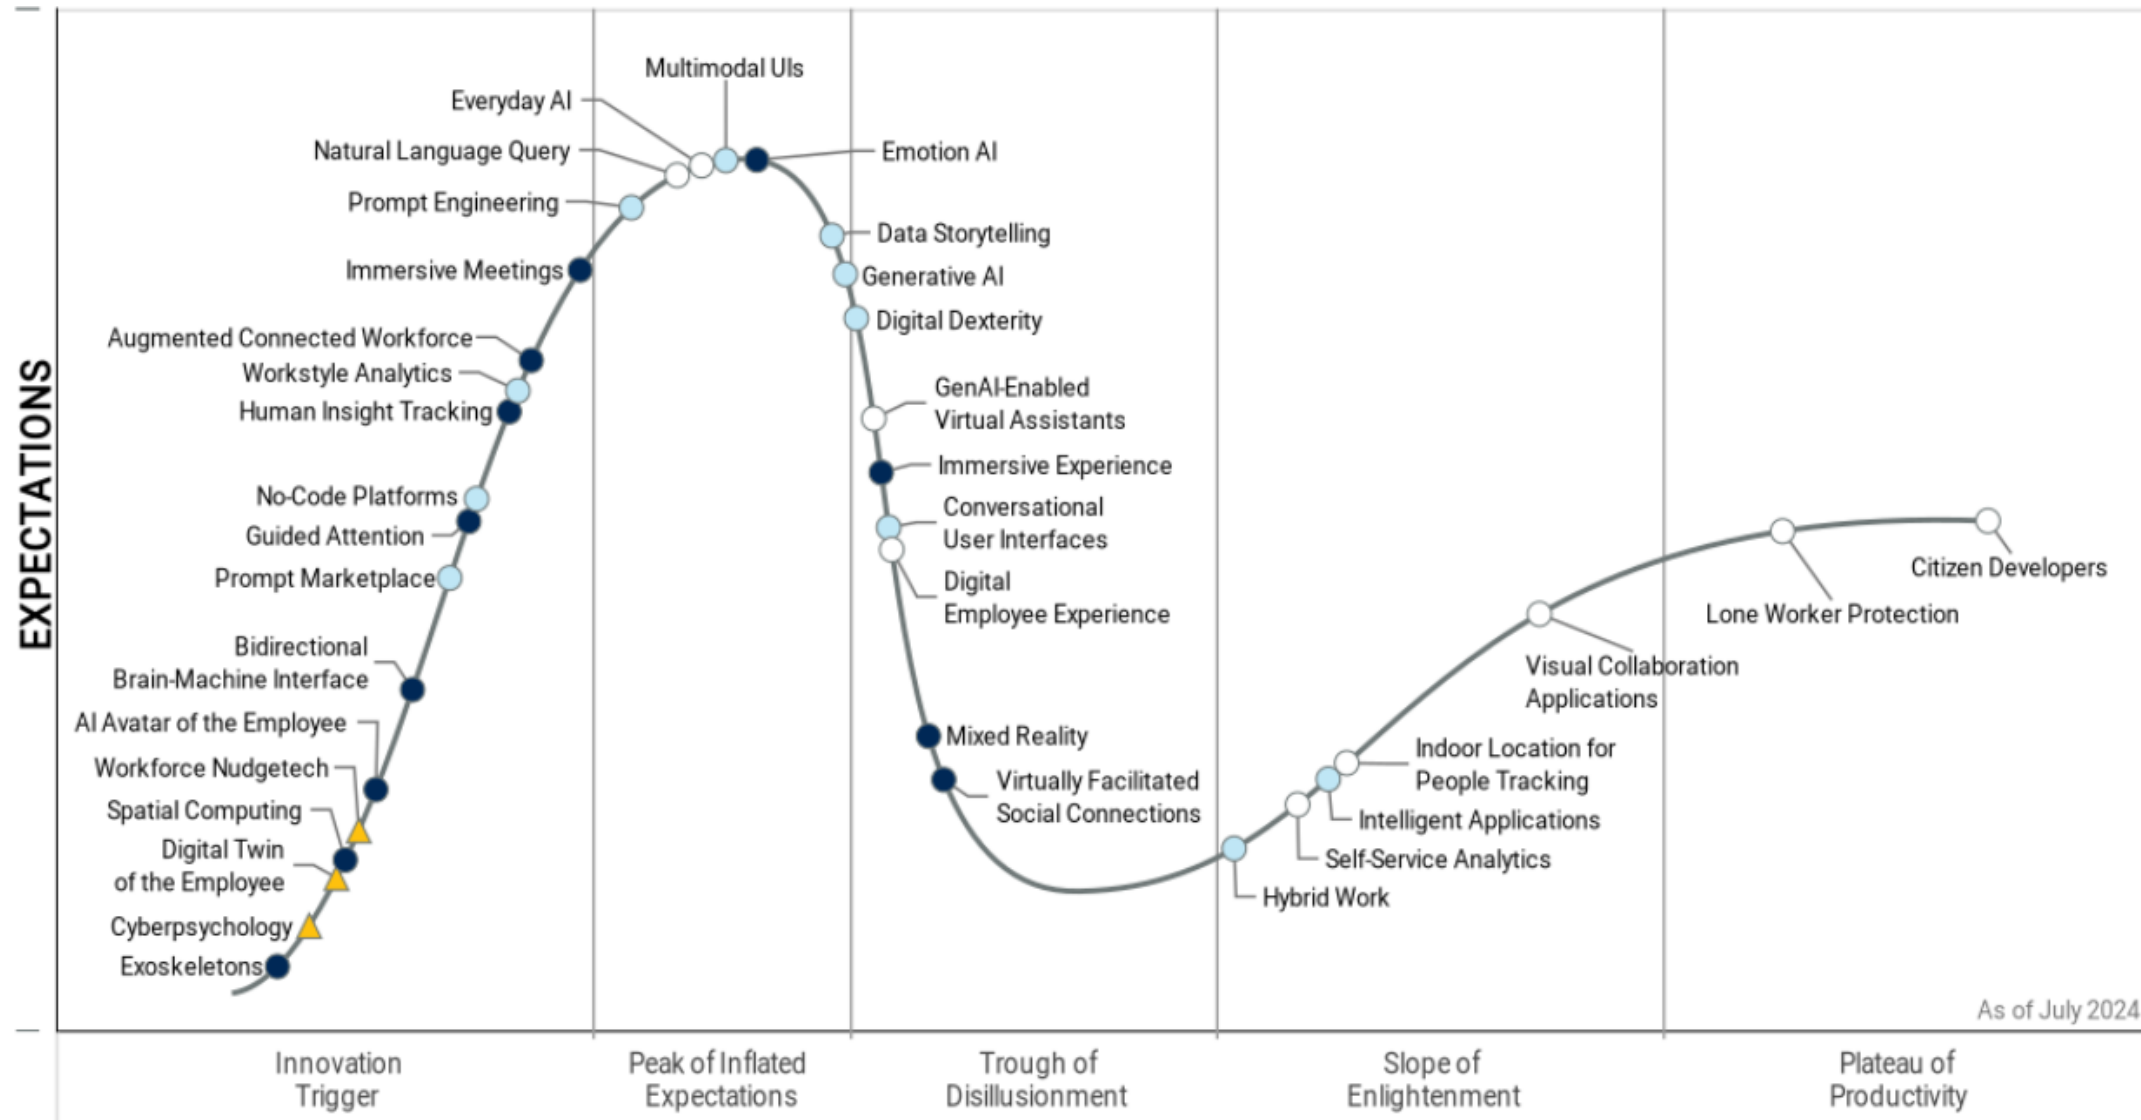 EXPECTATIONS
Multimodal UIs
Everyday AI
Natural Language Query
Emotion AI
Prompt Engineering
Data Storytelling
Immersive Meetings
Generative AI
Digital Dexterity
Augmented Connected Workforce
Workstyle Analytics
Human Insight Tracking
GenAI-Enabled
Virtual Assistants
Immersive Experience
No-Code Platforms
Guided Attention
Conversational
User Interfaces
Prompt Marketplace
Digital
Employee Experience
Bidirectional
Brain-Machine Interface
AI Avatar of the Employee
Mixed Reality
Workforce Nudgetech
Virtually Facilitated
Social Connections
Spatial Computing
Digital Twin
of the Employee
Cyberpsychology
Exoskeletons
Citizen Developers
Lone Worker Protection
Visual Collaboration
Applications
Indoor Location for
People Tracking
Intelligent Applications
Self-Service Analytics
Hybrid Work
As of July 2024
Innovation
Trigger
Peak of Inflated
Expectations
Trough of
Disillusionment
Slope of
Enlightenment
Plateau of
Productivity